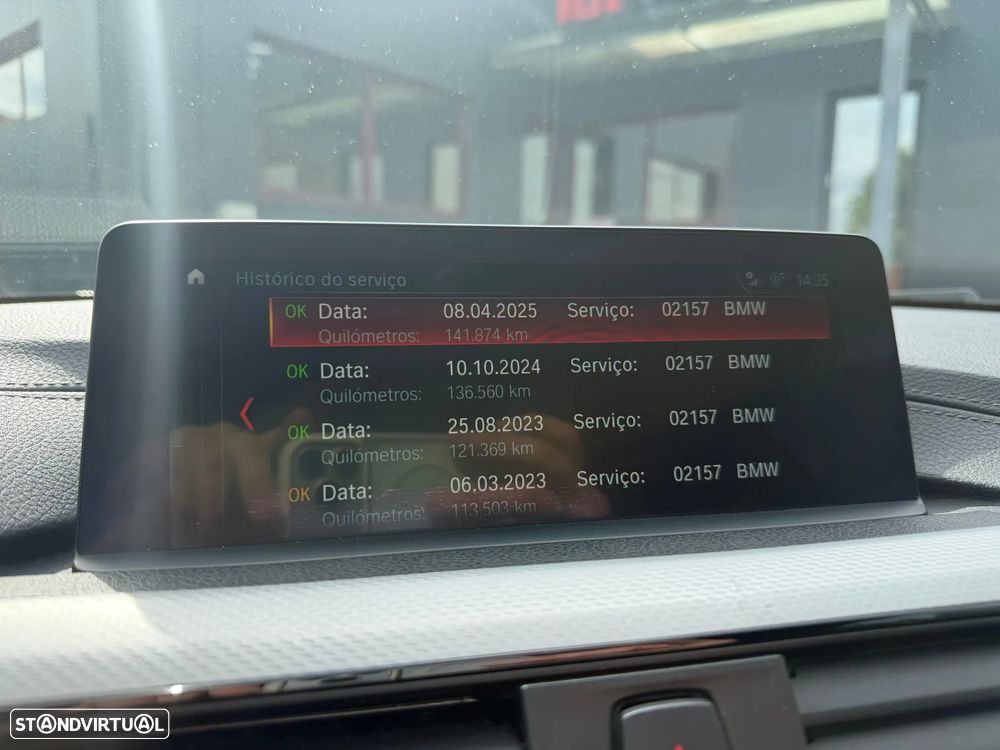 Histórico do serviço 14:35
OK Data: 08.04.2025 Serviço: 02157 BMW
Quilómetros: 141.874 km
OK Data: 10.10.2024 Serviço: 02157 BMW
Quilómetros: 136.560 km
OK Data: 25.08.2023 Serviço: 02157 BMW
Quilómetros: 121.369 km
OK Data: 06.03.2023 Serviço: 02157 BMW
Quilómetros: 113.503 km
STANDVIRTUAL